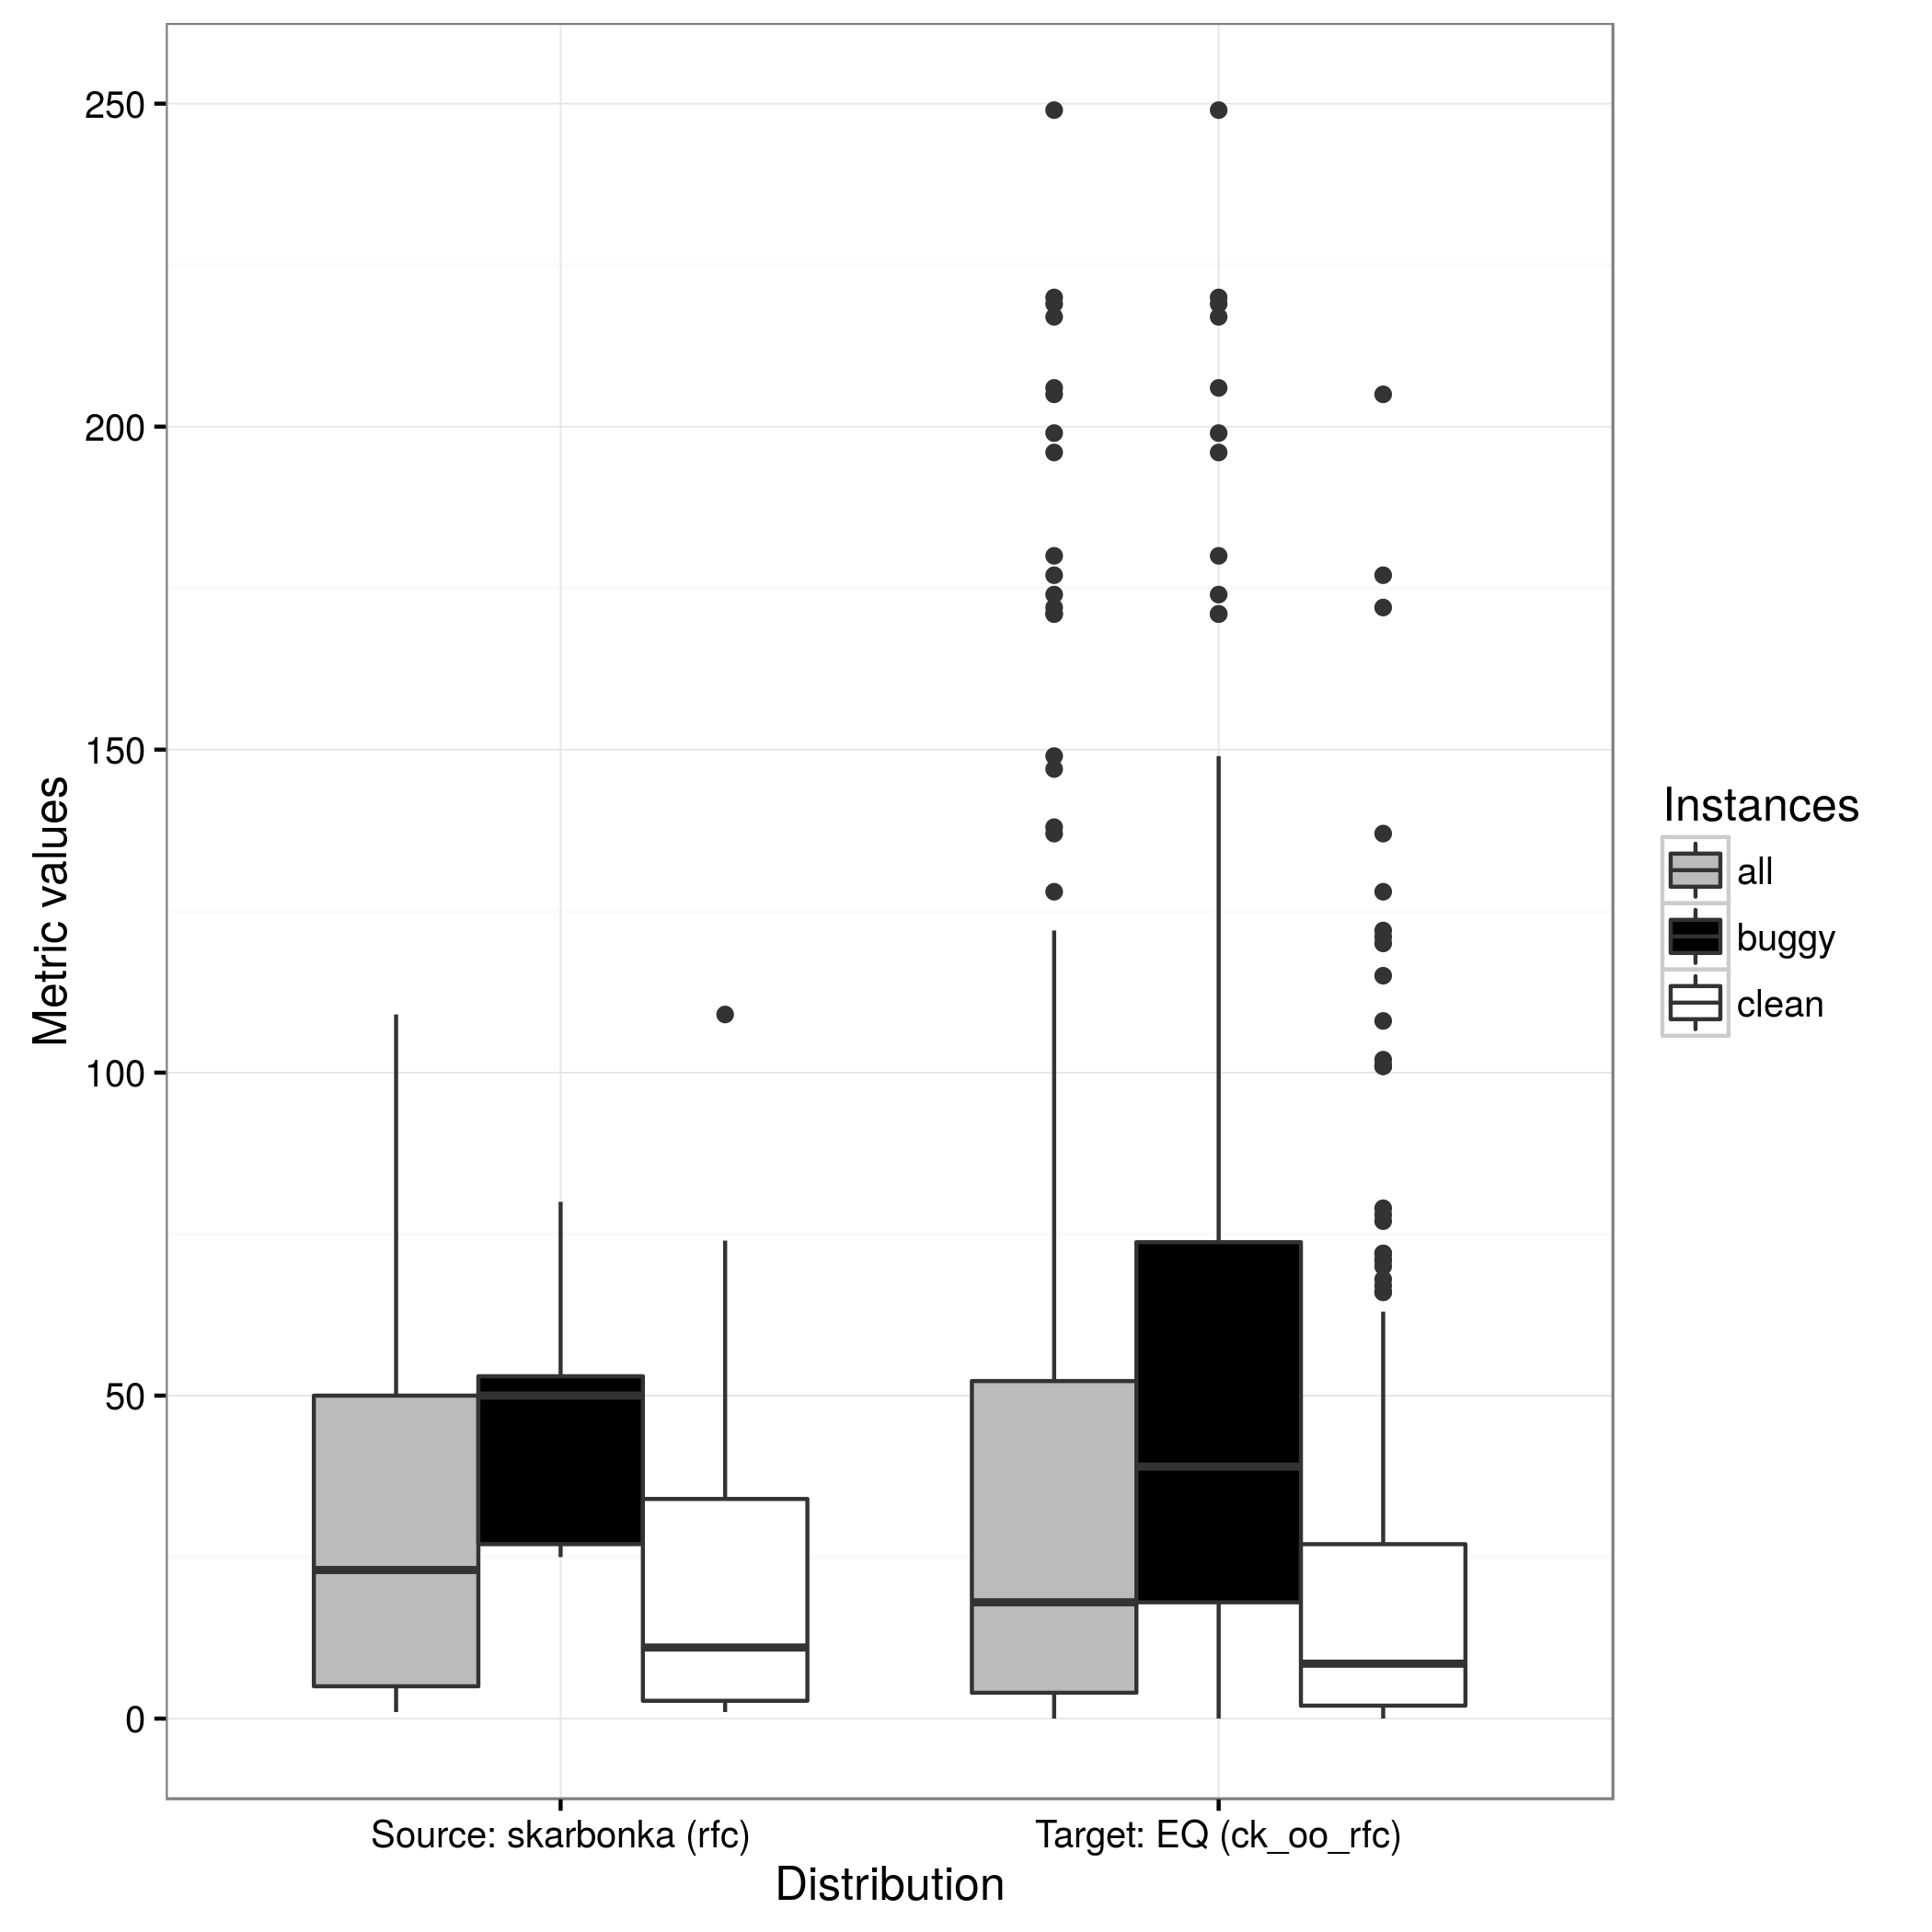 250
200
150
100
50
0
Metric values
Source: skarbonka (rfc)
Target: EQ (ck_oo_rfc)
Distribution
Instances
all
buggy
clean